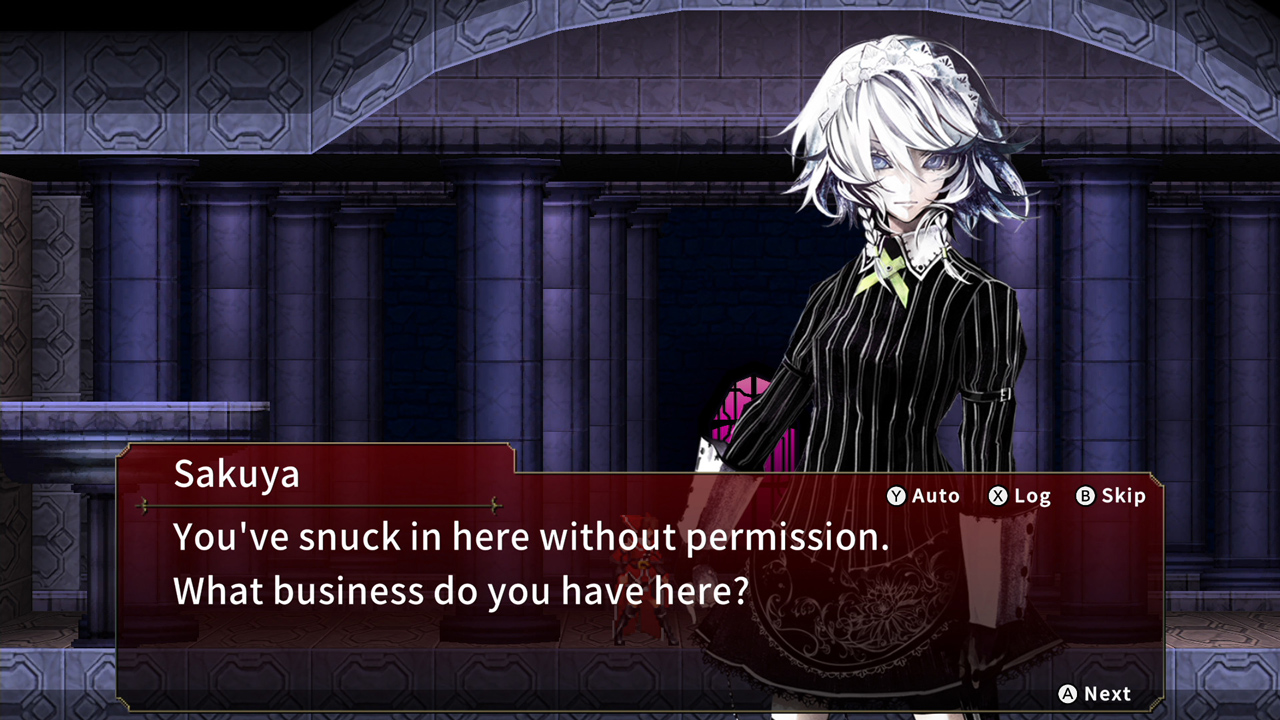 Sakuya
Y Auto X Log B Skip
You've snuck in here without permission.
What business do you have here?
A Next